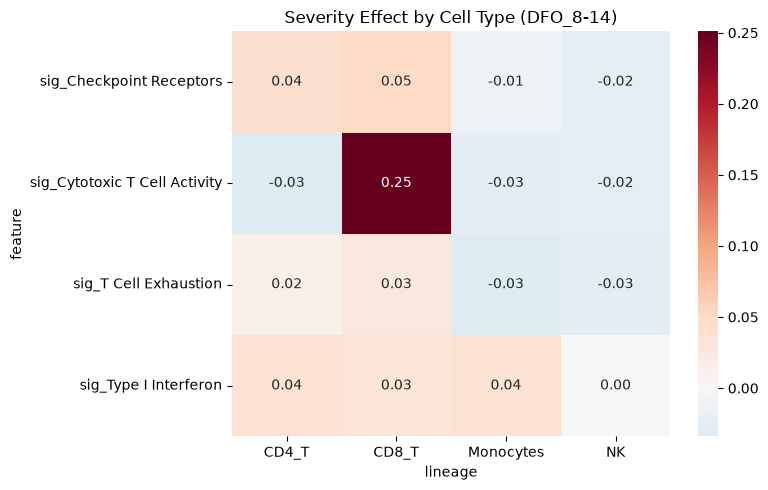 Severity Effect by Cell Type (DFO_8-14)
feature
sig_Checkpoint Receptors 0.04 0.05 -0.01 -0.02
sig_Cytotoxic T Cell Activity -0.03 0.25 -0.03 -0.02
sig_T Cell Exhaustion 0.02 0.03 -0.03 -0.03
sig_Type I Interferon 0.04 0.03 0.04 0.00
CD4_T CD8_T Monocytes NK
lineage
0.25
0.20
0.15
0.10
0.05
0.00